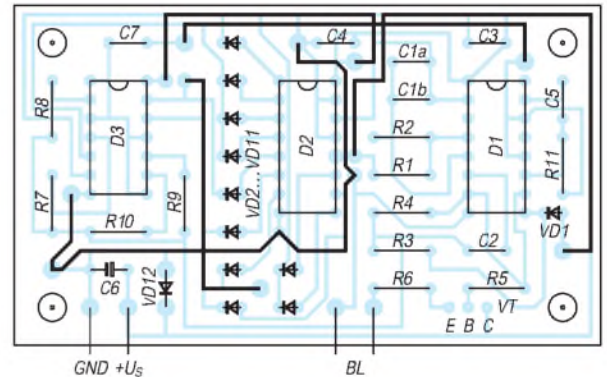 C7
C4
C3
C1a
R8
C1b
C5
D3
VD2...VD11
D2
R2
D1
R11
R1
R7
R10
R9
R4
VD1
R3
C2
C6
VD12
R6
R5
VT
E B C
GND +Us
BL